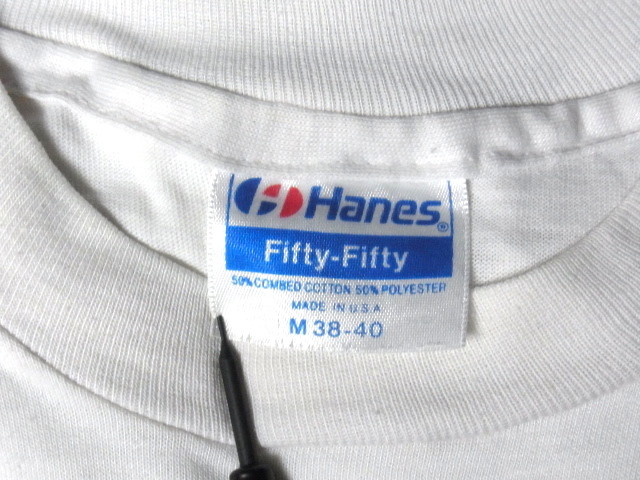 Hanes®
Fifty-Fifty
50% COMBED COTTON 50% POLYESTER
MADE IN U.S.A
M 38-40